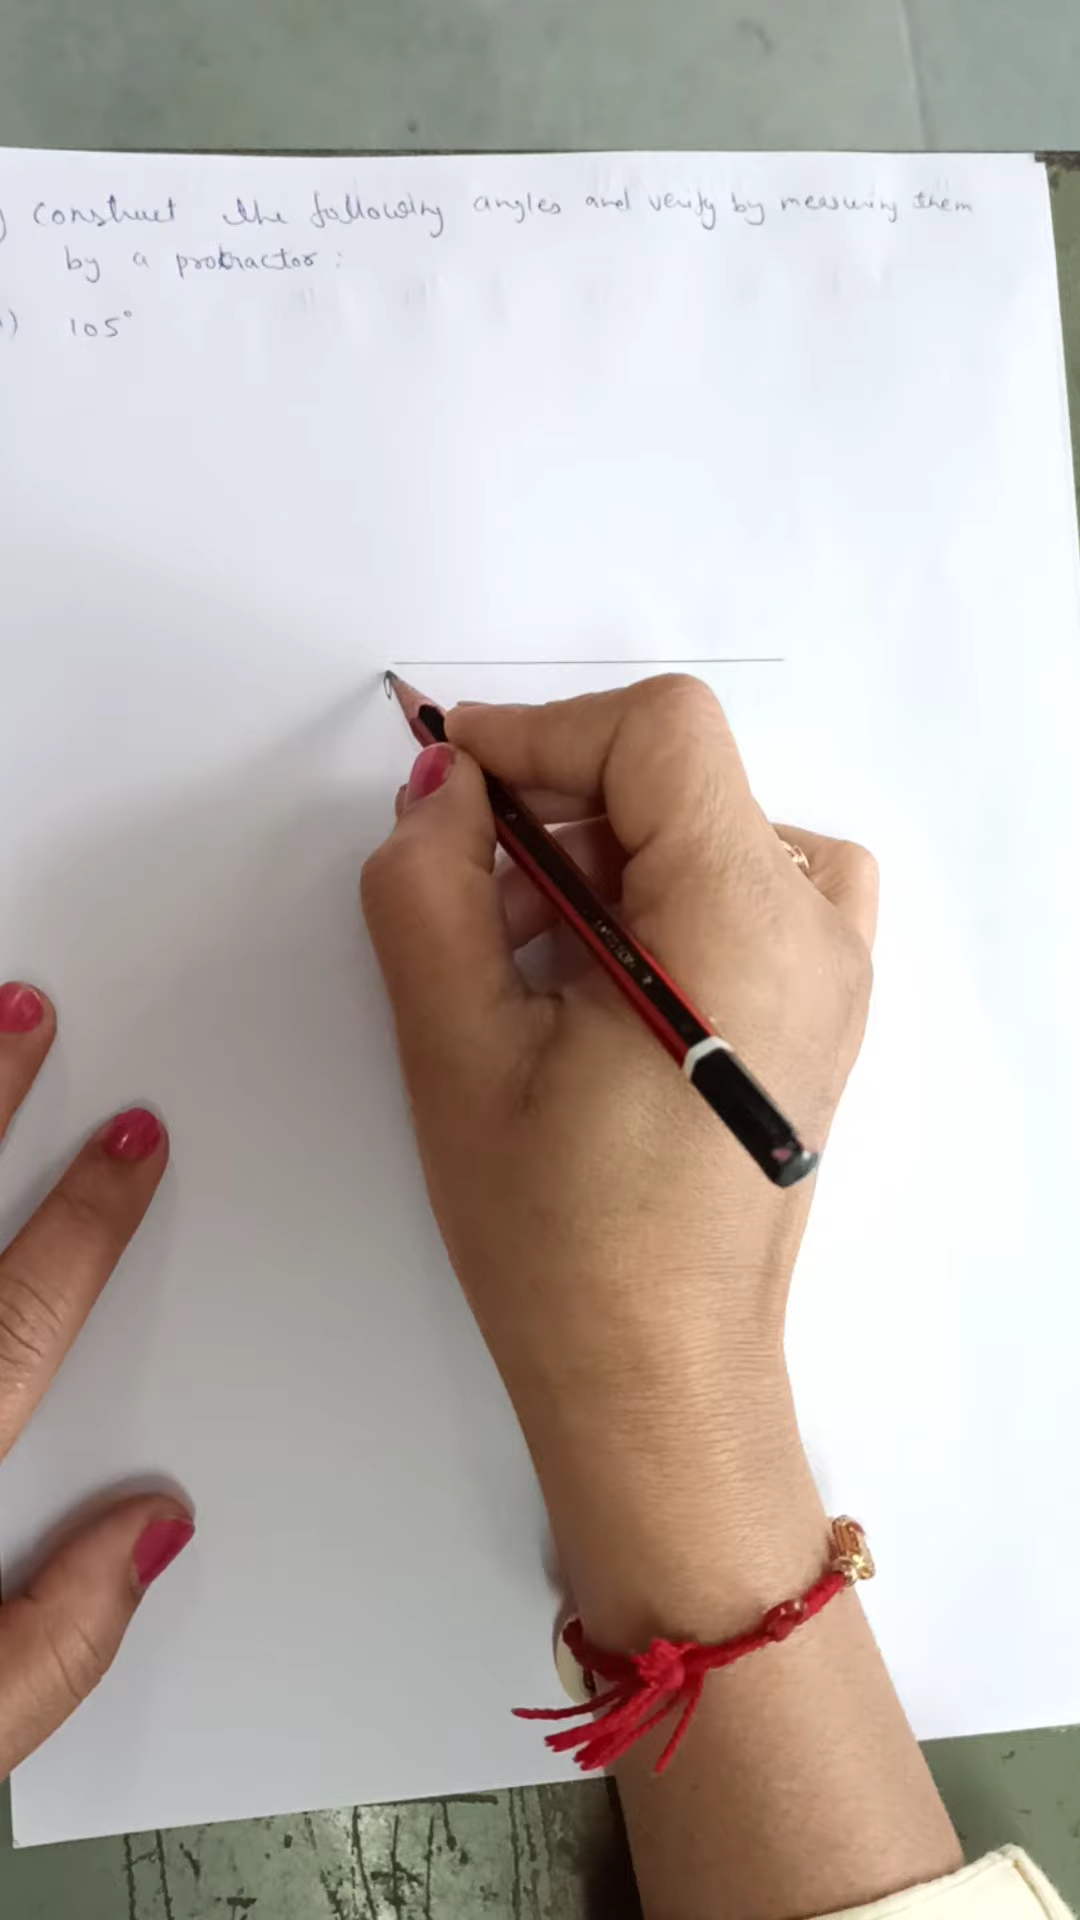 construct the following angles and verify by measuring them
by a protractor :
) 105°